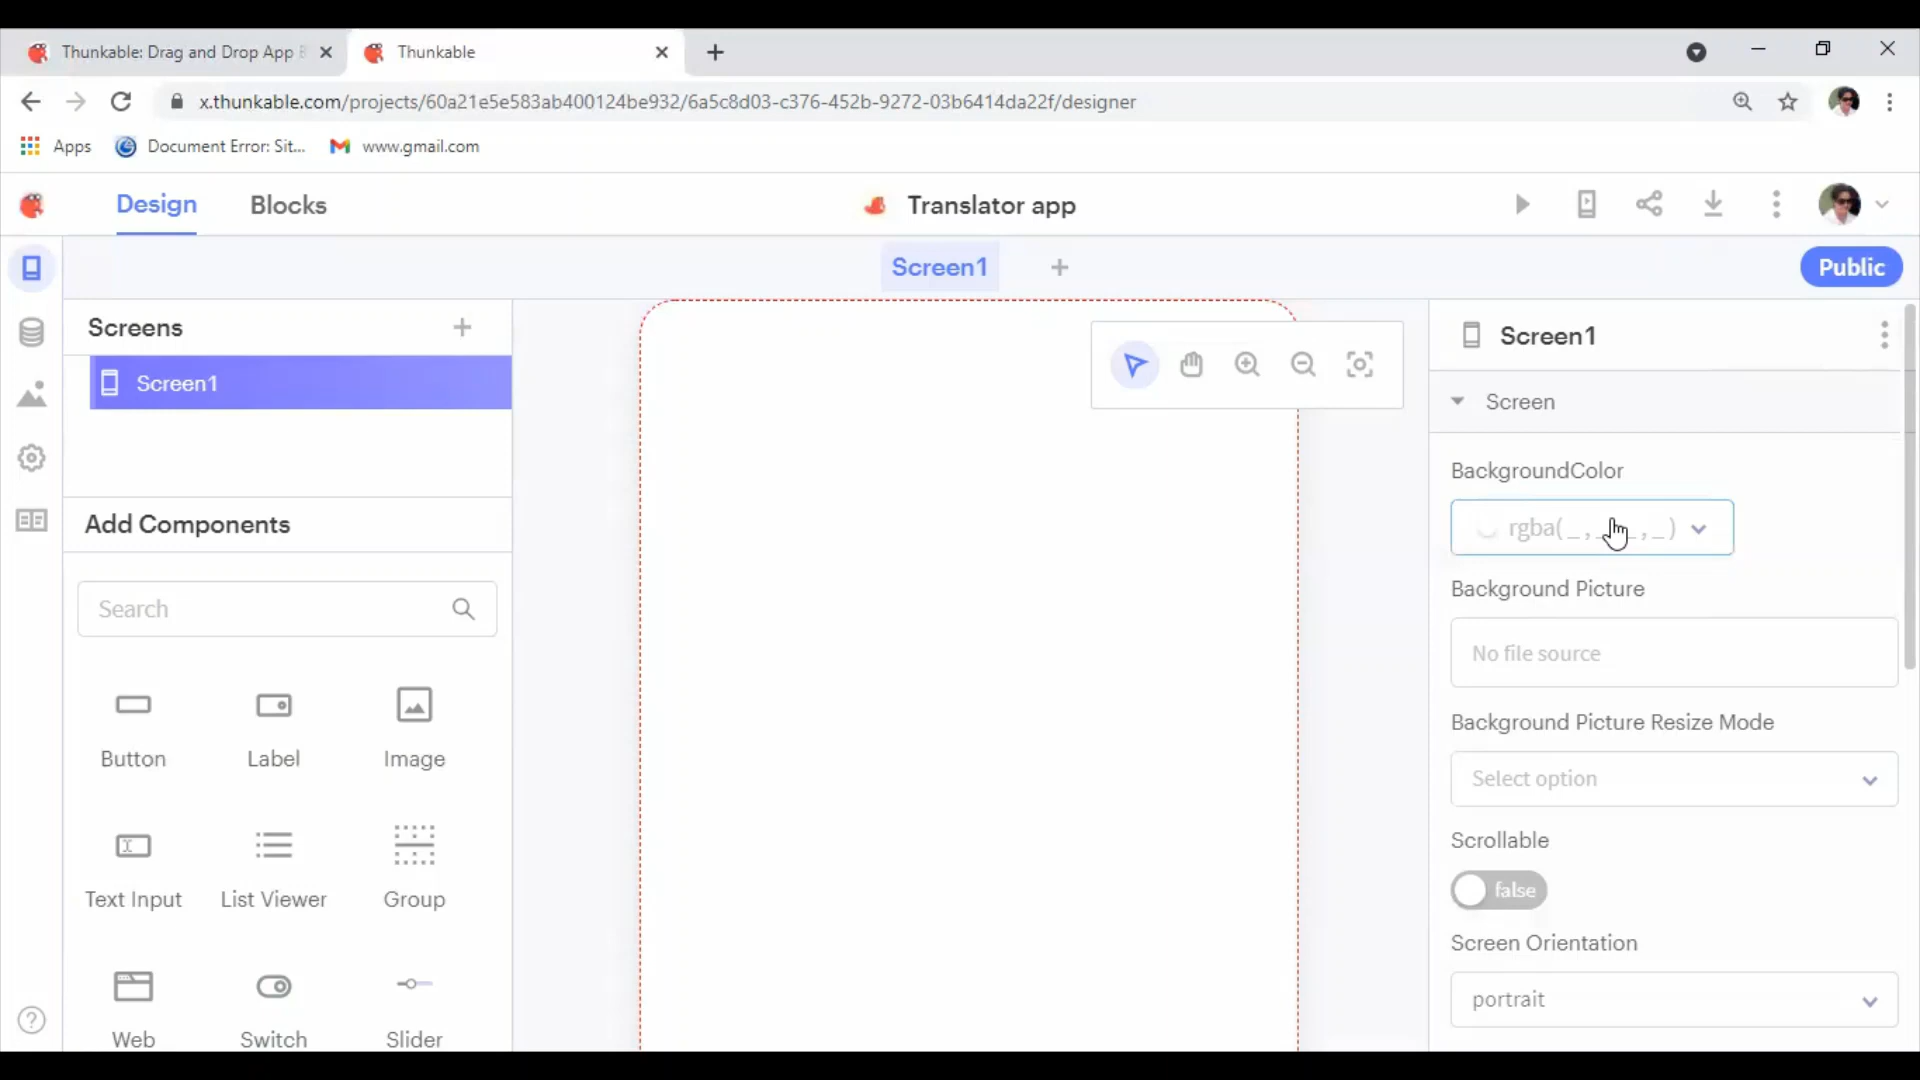 Thunkable: Drag and Drop App B
Thunkable
x.thunkable.com/projects/60a21e5e583ab400124be932/6a5c8d03-c376-452b-9272-03b6414da22f/designer
Apps
Document Error: Sit...
www.gmail.com
Design
Blocks
Translator app
Screen1
Public
Screens
Screen1
Add Components
Search
Button
Label
Image
Text Input
List Viewer
Group
Web
Switch
Slider
Screen1
Screen
BackgroundColor
rgba(_,_,_,_)
Background Picture
No file source
Background Picture Resize Mode
Select option
Scrollable
false
Screen Orientation
portrait